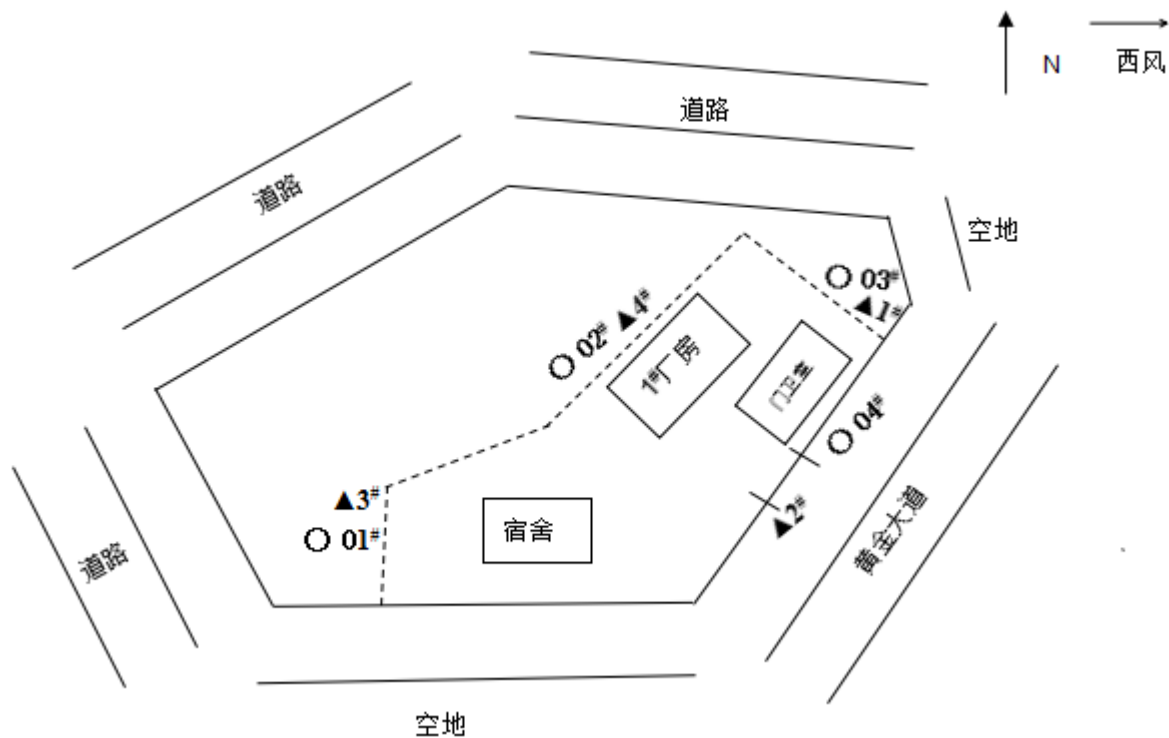 N
西风
道路
道路
空地
○ 03#
▲1#
○ 02# ▲4#
1#厂房
门卫室
○ 04#
▲3#
○ 01#
宿舍
▲2#
黄金大道
道路
空地